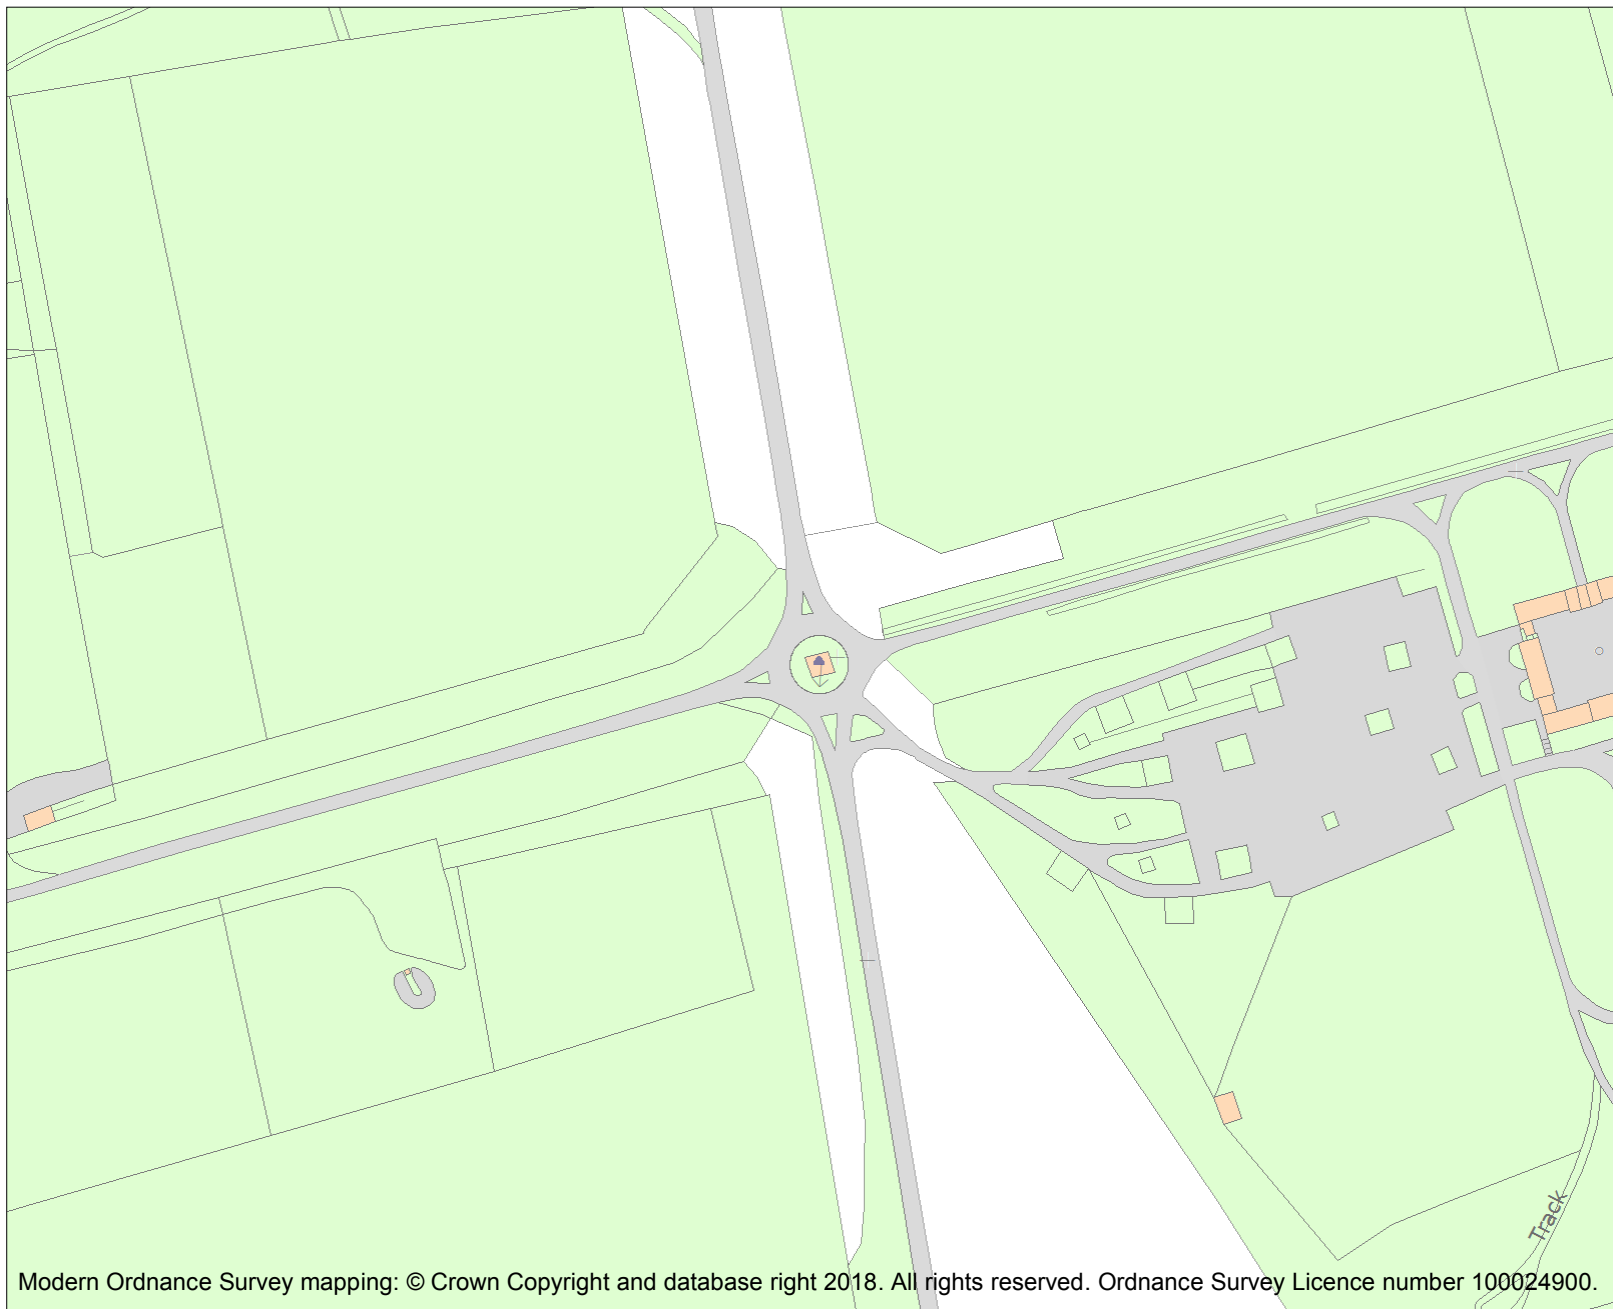 Track
Modern Ordnance Survey mapping: © Crown Copyright and database right 2018. All rights reserved. Ordnance Survey Licence number 100024900.